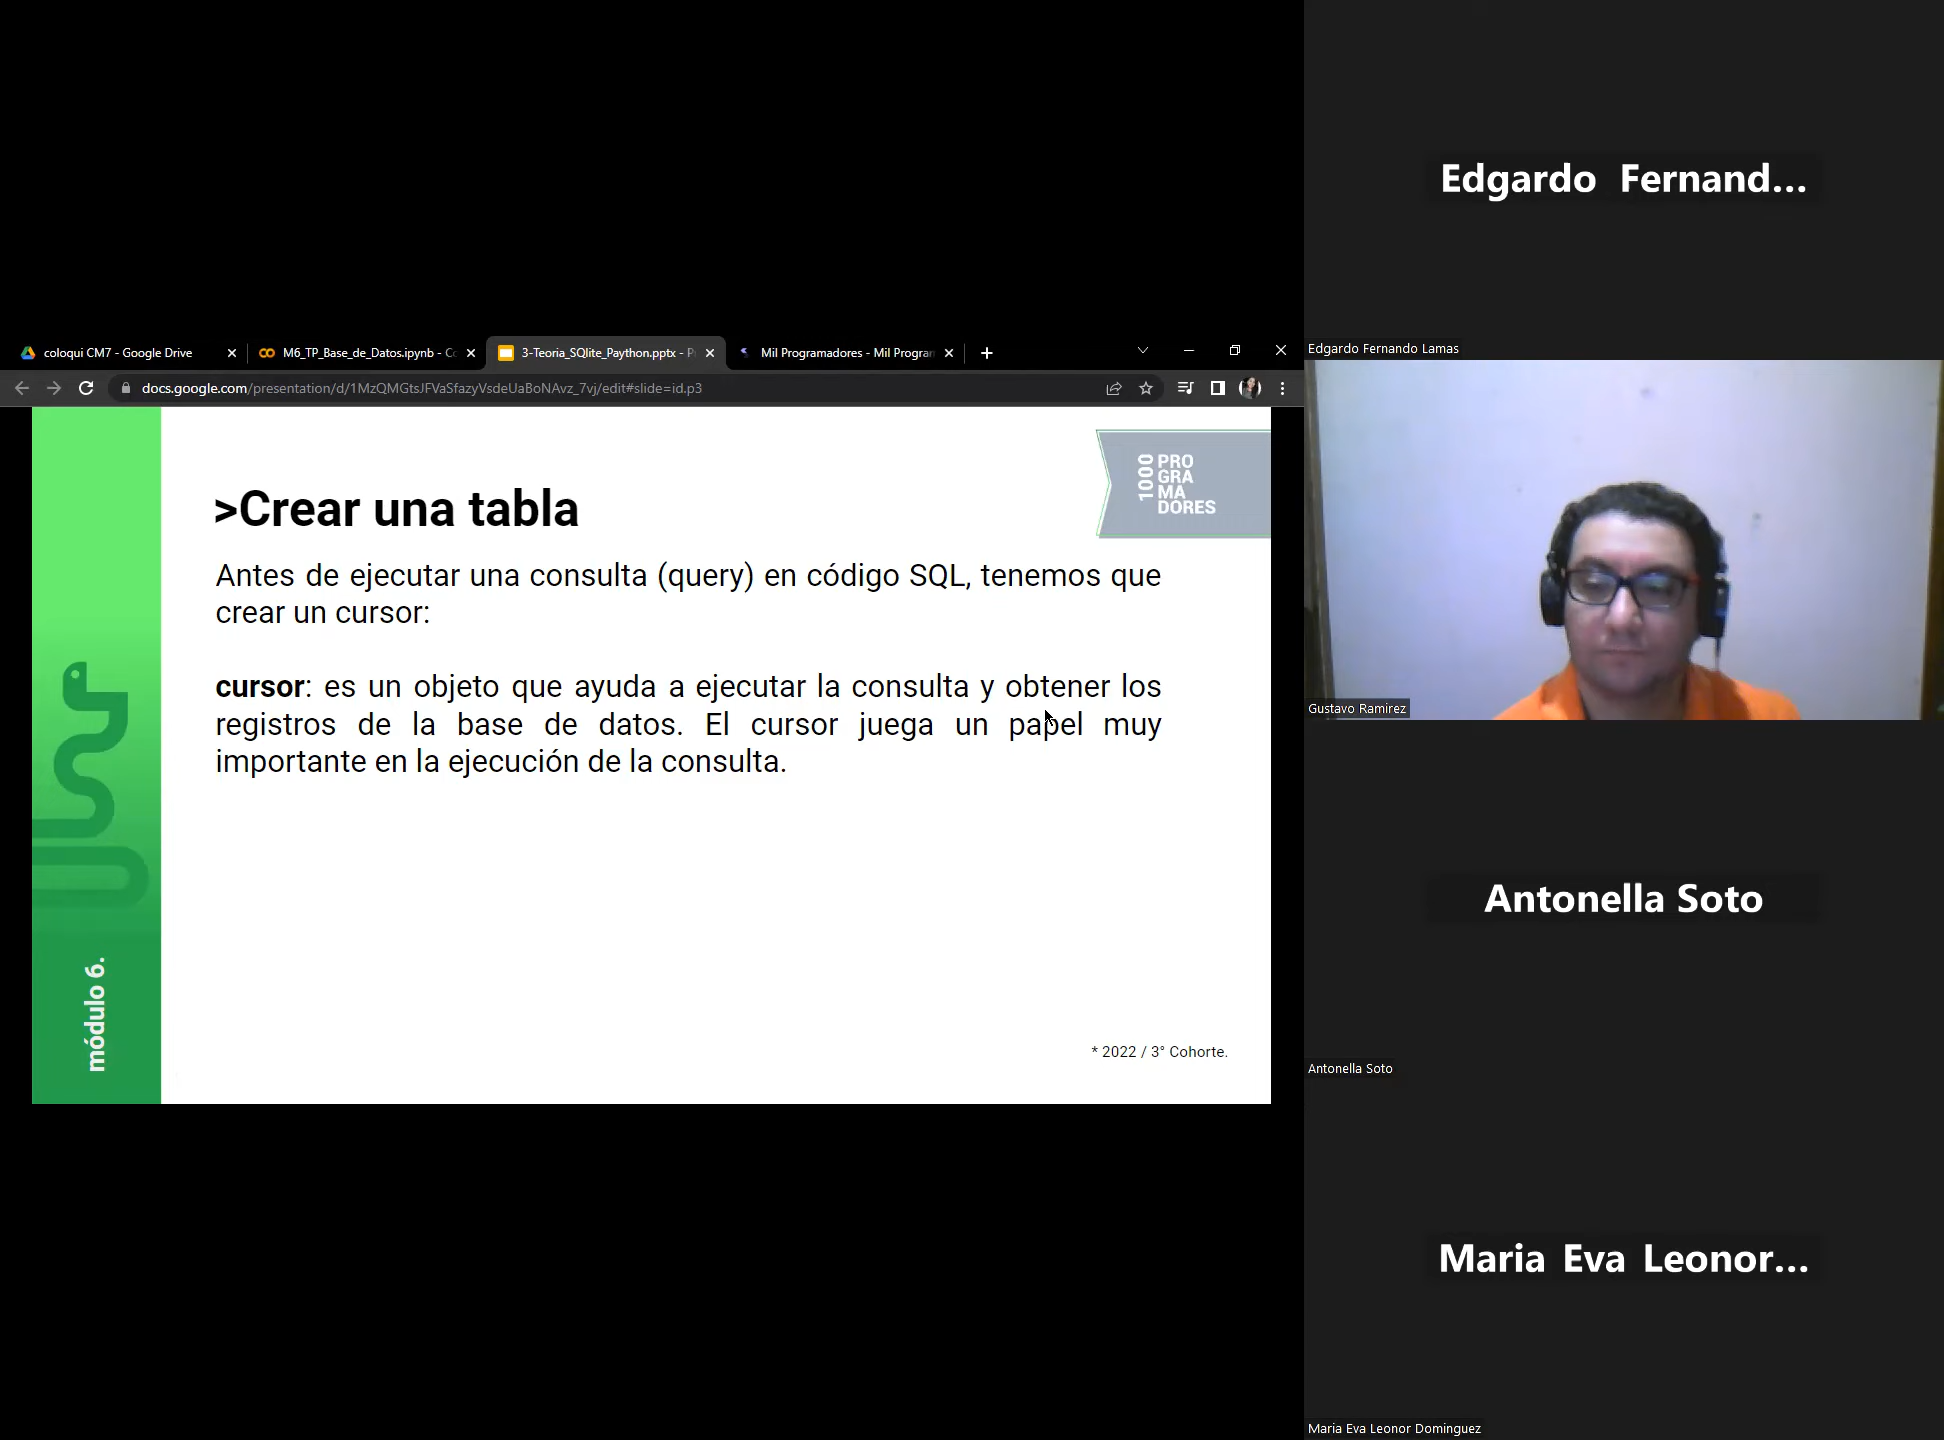 coloqui CM7 - Google Drive
M6_TP_Base_de_Datos.ipynb - Cc
3-Teoria_SQlite_Paython.pptx - P
Mil Programadores - Mil Program
docs.google.com/presentation/d/1MzQMGtsJFVaSfazyVsdeUaBoNAvz_7vj/edit#slide=id.p3
1000
PRO
GRA
MA
DORES
>Crear una tabla
Antes de ejecutar una consulta (query) en código SQL, tenemos que
crear un cursor:
cursor: es un objeto que ayuda a ejecutar la consulta y obtener los
registros de la base de datos. El cursor juega un papel muy
importante en la ejecución de la consulta.
módulo 6.
* 2022 / 3° Cohorte.
Edgardo Fernand...
Edgardo Fernando Lamas
Gustavo Ramirez
Antonella Soto
Antonella Soto
Maria Eva Leonor...
Maria Eva Leonor Dominguez